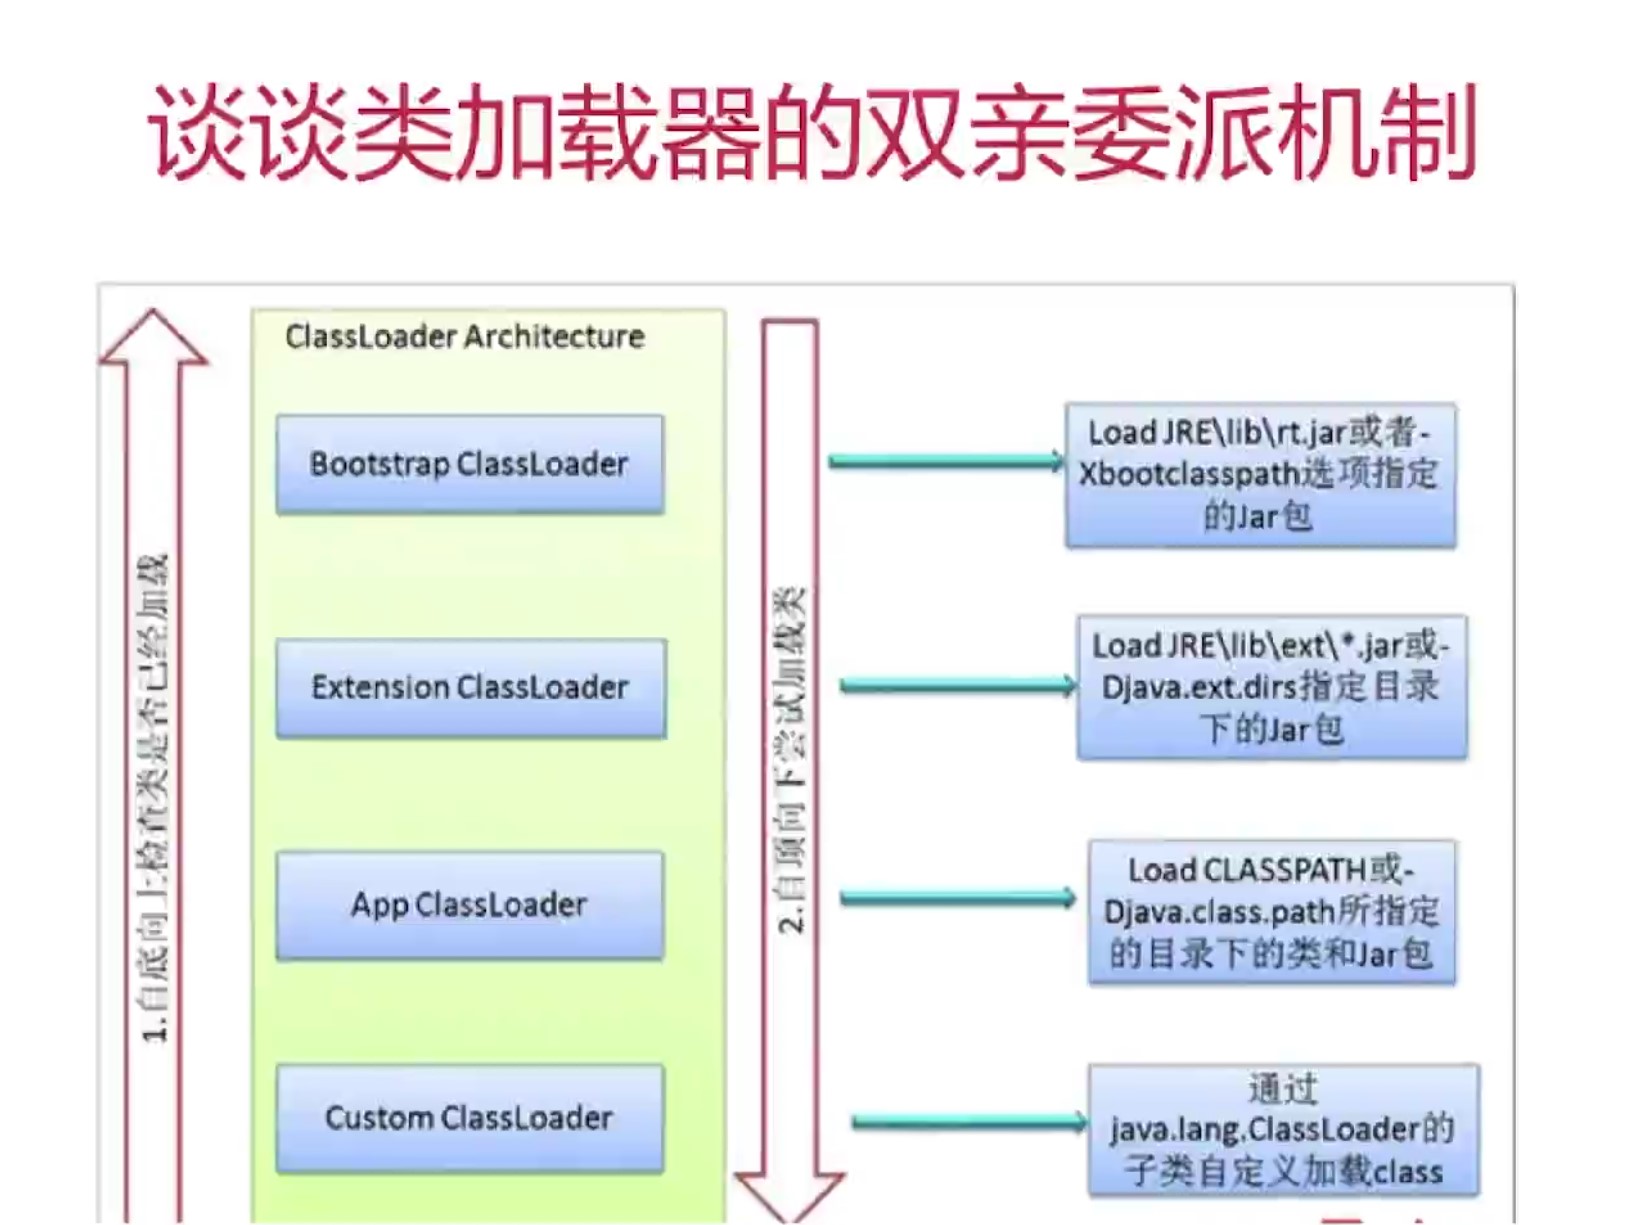 谈谈类加载器的双亲委派机制
ClassLoader Architecture
1.自底向上检查类是否已经加载
2.自顶向下尝试加载类
Bootstrap ClassLoader
Load JRE\lib\rt.jar或者-
Xbootclasspath选项指定
的Jar包
Extension ClassLoader
Load JRE\lib\ext\*.jar或-
Djava.ext.dirs指定目录
下的Jar包
App ClassLoader
Load CLASSPATH或-
Djava.class.path所指定
的目录下的类和Jar包
Custom ClassLoader
通过
java.lang.ClassLoader的
子类自定义加载class